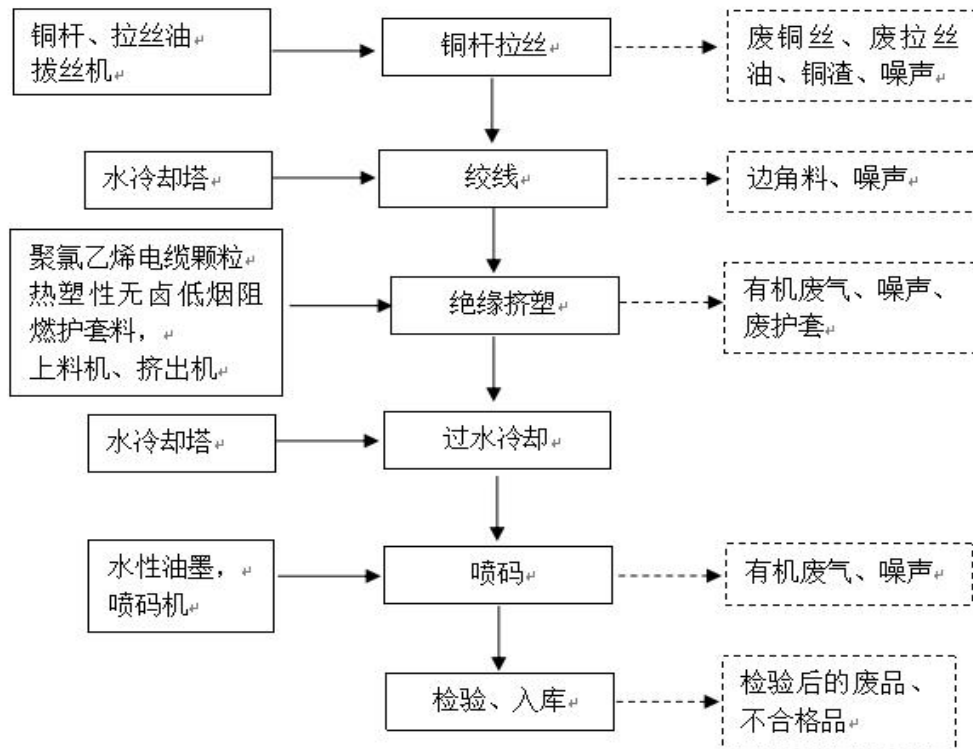 铜杆、拉丝油
拔丝机
铜杆拉丝
废铜丝、废拉丝
油、铜渣、噪声
水冷却塔
绞线
边角料、噪声
聚氯乙烯电缆颗粒
热塑性无卤低烟阻
燃护套料，
上料机、挤出机
绝缘挤塑
有机废气、噪声、
废护套
水冷却塔
过水冷却
水性油墨，
喷码机
喷码
有机废气、噪声
检验、入库
检验后的废品、
不合格品